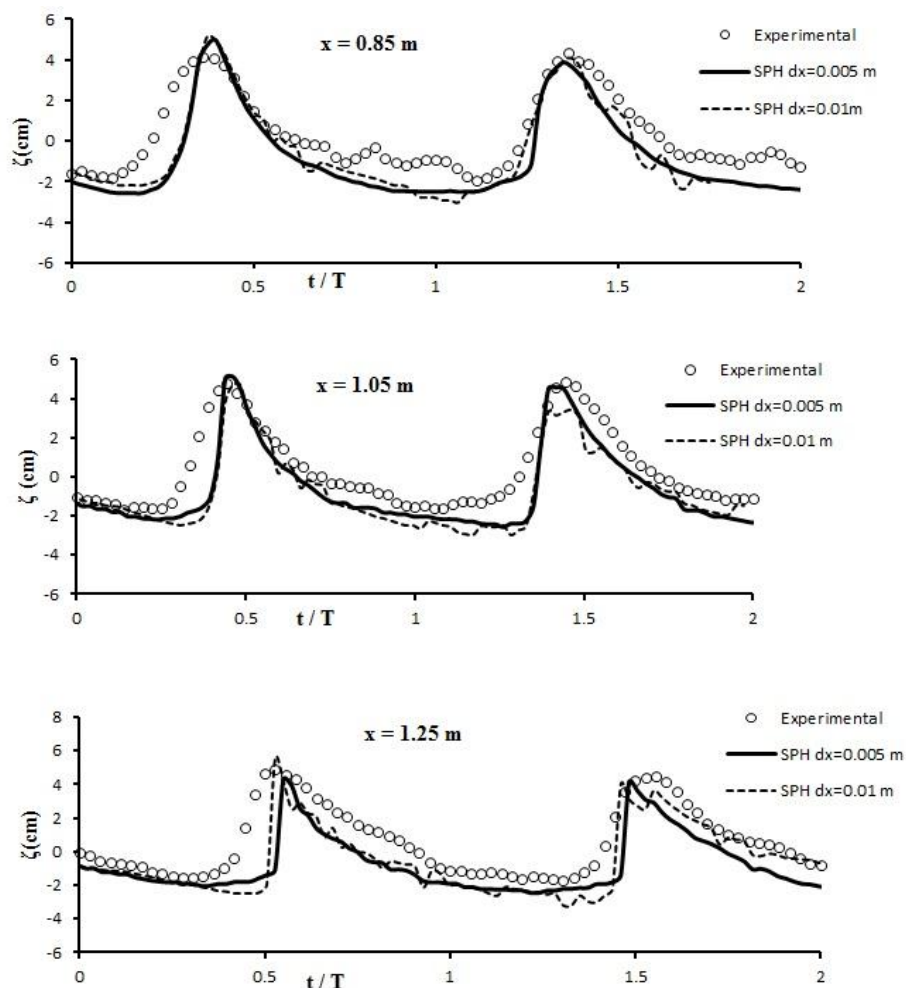 6
4
2
0
-2
-4
-6
ζ(cm)
x = 0.85 m
Experimental
SPH dx=0.005 m
SPH dx=0.01m
0
0.5
1
1.5
2
t / T
6
4
2
0
-2
-4
-6
ζ (cm)
x = 1.05 m
Experimental
SPH dx=0.005 m
SPH dx=0.01 m
0
0.5
1
1.5
2
t / T
8
6
4
2
0
-2
-4
-6
ζ(cm)
x = 1.25 m
Experimental
SPH dx=0.005 m
SPH dx=0.01 m
0
0.5
1
1.5
2
t / T